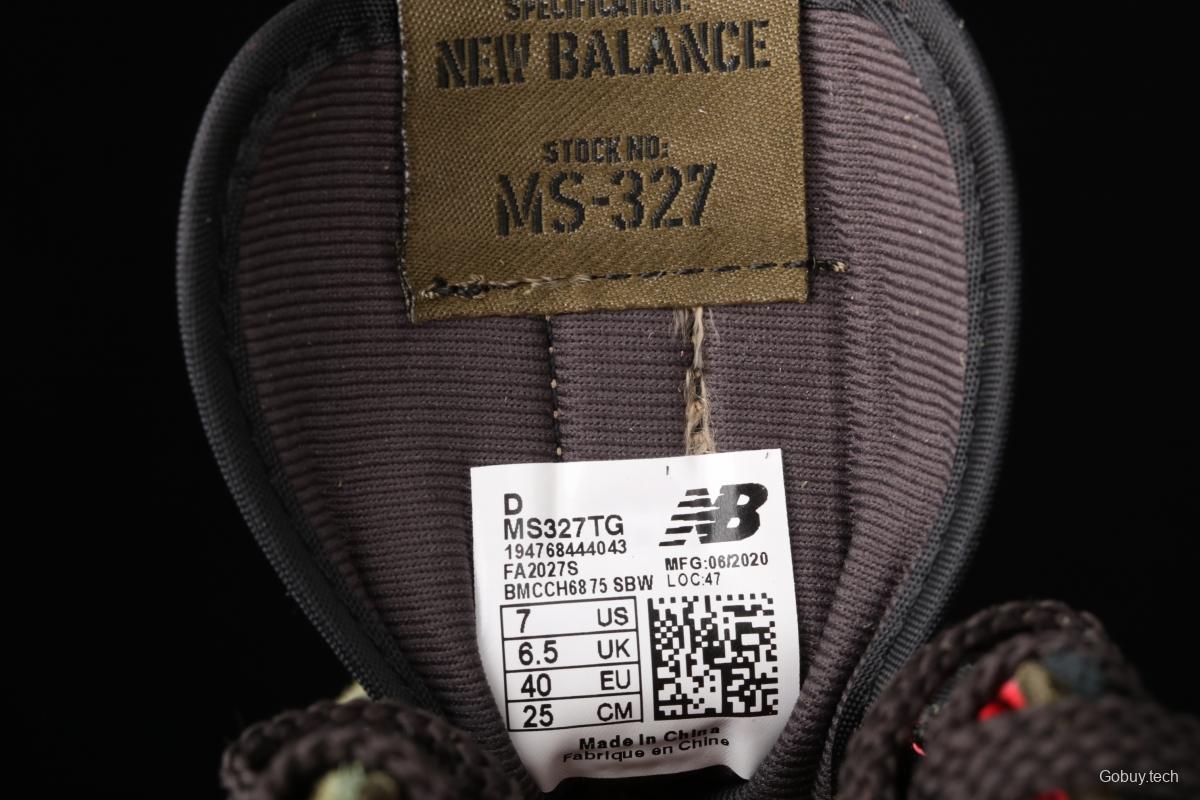 SPECIFICATION:
NEW BALANCE
STOCK NO:
MS-327
D
MS327TG
194768444043
FA2027S
BMCCH6875 SBW
NB
MFG:06/2020
LOC:47
7 US
6.5 UK
40 EU
25 CM
Made in China
Fabriqué en Chine
Gobuy.tech